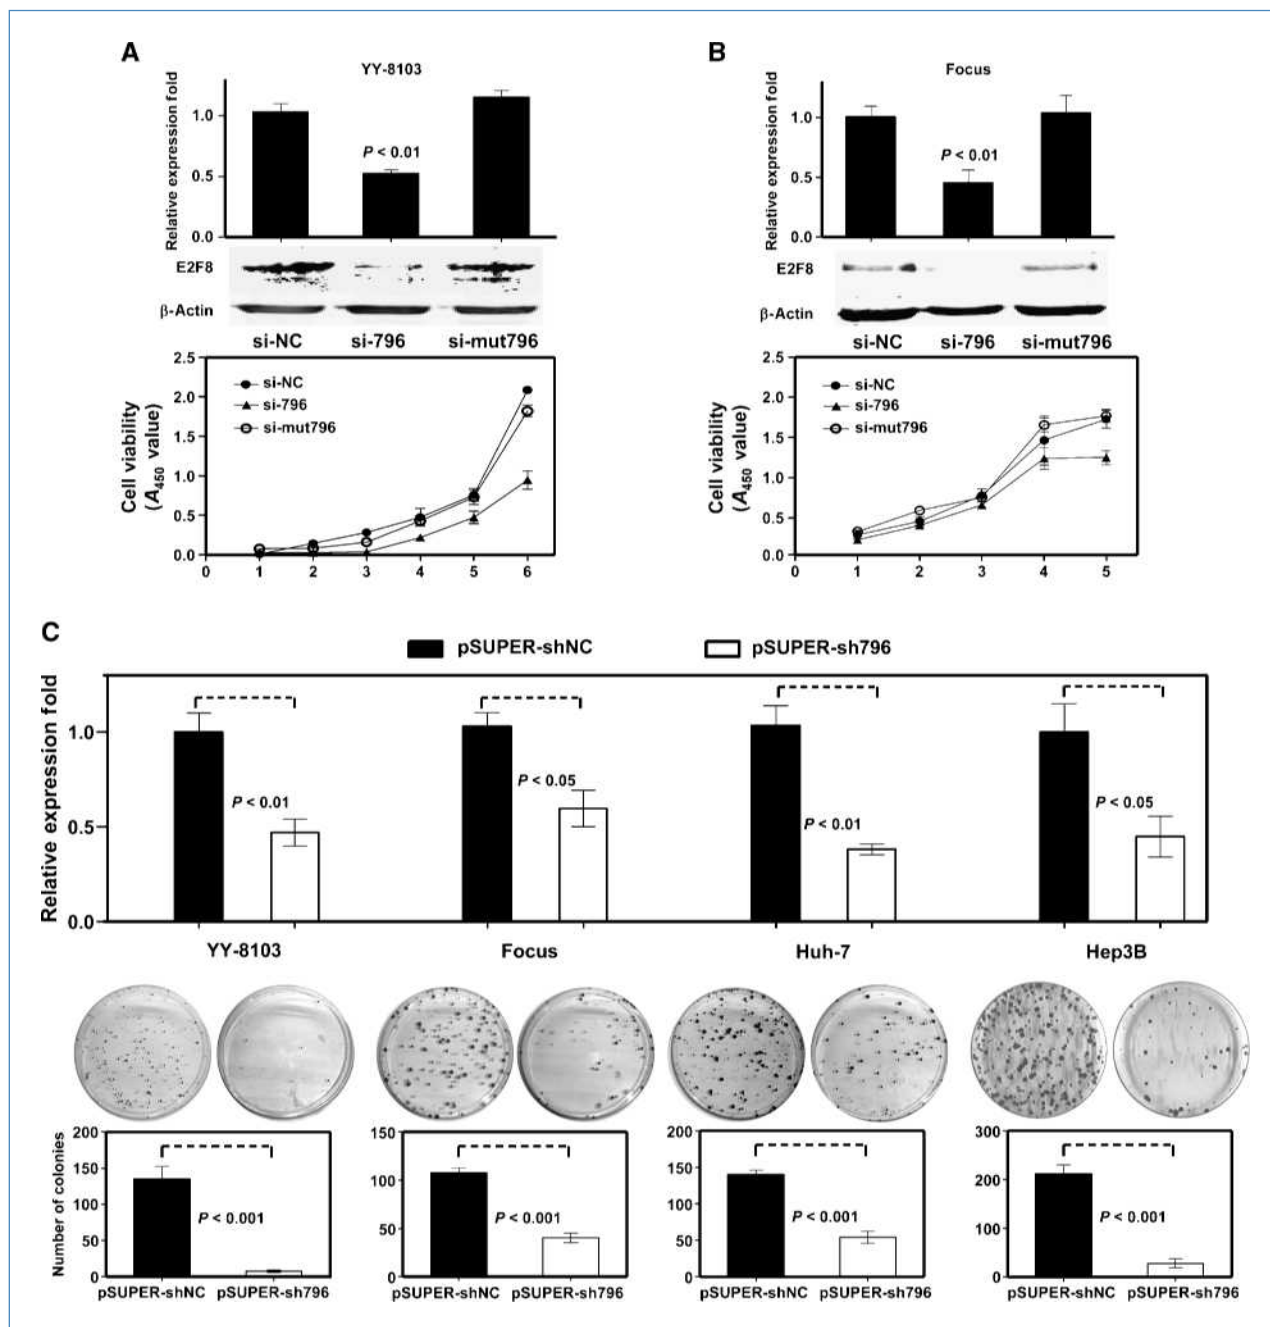 A
YY-8103
Relative expression fold
1.0
0.5
0.0
P < 0.01
E2F8
β-Actin
si-NC si-796 si-mut796
Cell viability
(A450 value)
2.5
2.0
1.5
1.0
0.5
0.0
si-NC
si-796
si-mut796
0 1 2 3 4 5 6
B
Focus
Relative expression fold
1.0
0.5
0.0
P < 0.01
E2F8
β-Actin
si-NC si-796 si-mut796
Cell viability
(A450 value)
2.5
2.0
1.5
1.0
0.5
0.0
si-NC
si-796
si-mut796
0 1 2 3 4 5
C
pSUPER-shNC pSUPER-sh796
Relative expression fold
1.0
0.5
0.0
P < 0.01
P < 0.05
P < 0.01
P < 0.05
YY-8103 Focus Huh-7 Hep3B
Number of colonies
200
150
100
50
0
P < 0.001
pSUPER-shNC pSUPER-sh796
150
100
50
0
P < 0.001
pSUPER-shNC pSUPER-sh796
200
150
100
50
0
P < 0.001
pSUPER-shNC pSUPER-sh796
300
200
100
0
P < 0.001
pSUPER-shNC pSUPER-sh796